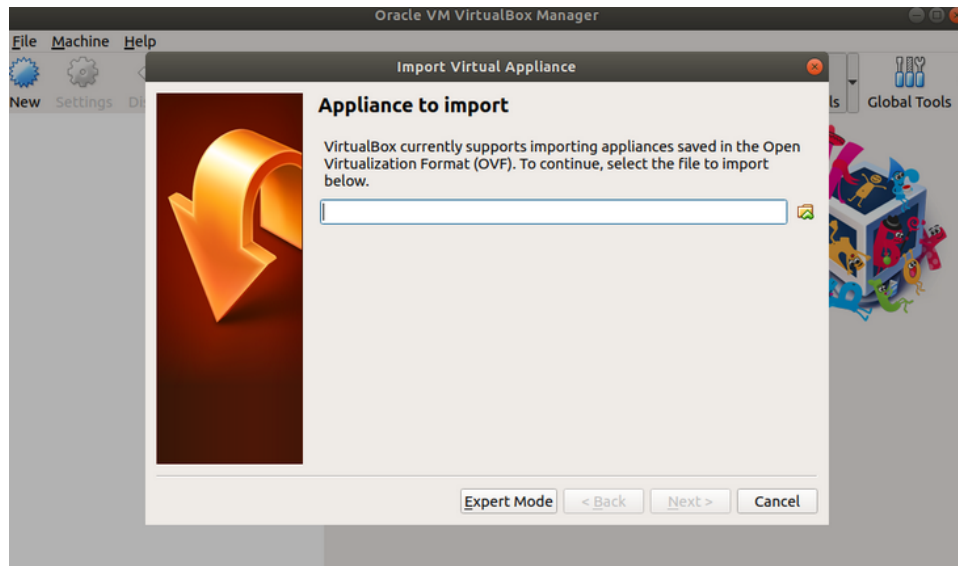 Oracle VM VirtualBox Manager
File Machine Help
Import Virtual Appliance
New Settings Dis
ls Global Tools
Appliance to import
VirtualBox currently supports importing appliances saved in the Open
Virtualization Format (OVF). To continue, select the file to import
below.
Expert Mode < Back Next > Cancel